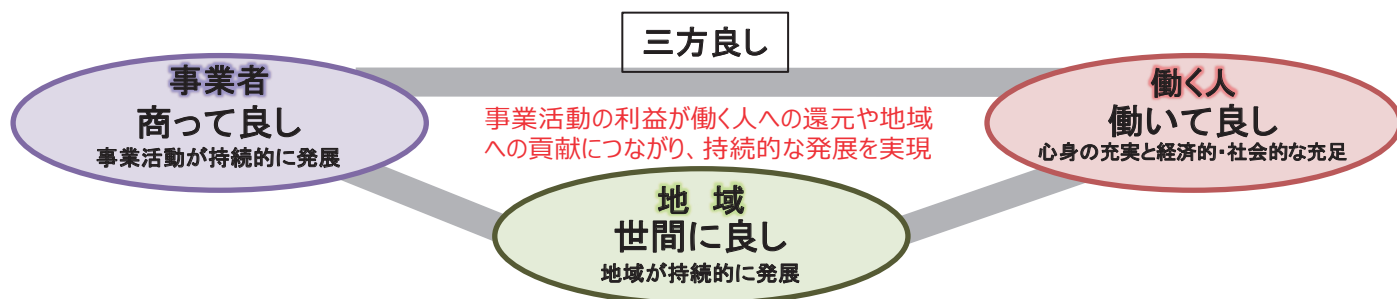 三方良し
事業者
商って良し
事業活動が持続的に発展
事業活動の利益が働く人への還元や地域
への貢献につながり、持続的な発展を実現
働く人
働いて良し
心身の充実と経済的・社会的な充足
地　域
世間に良し
地域が持続的に発展